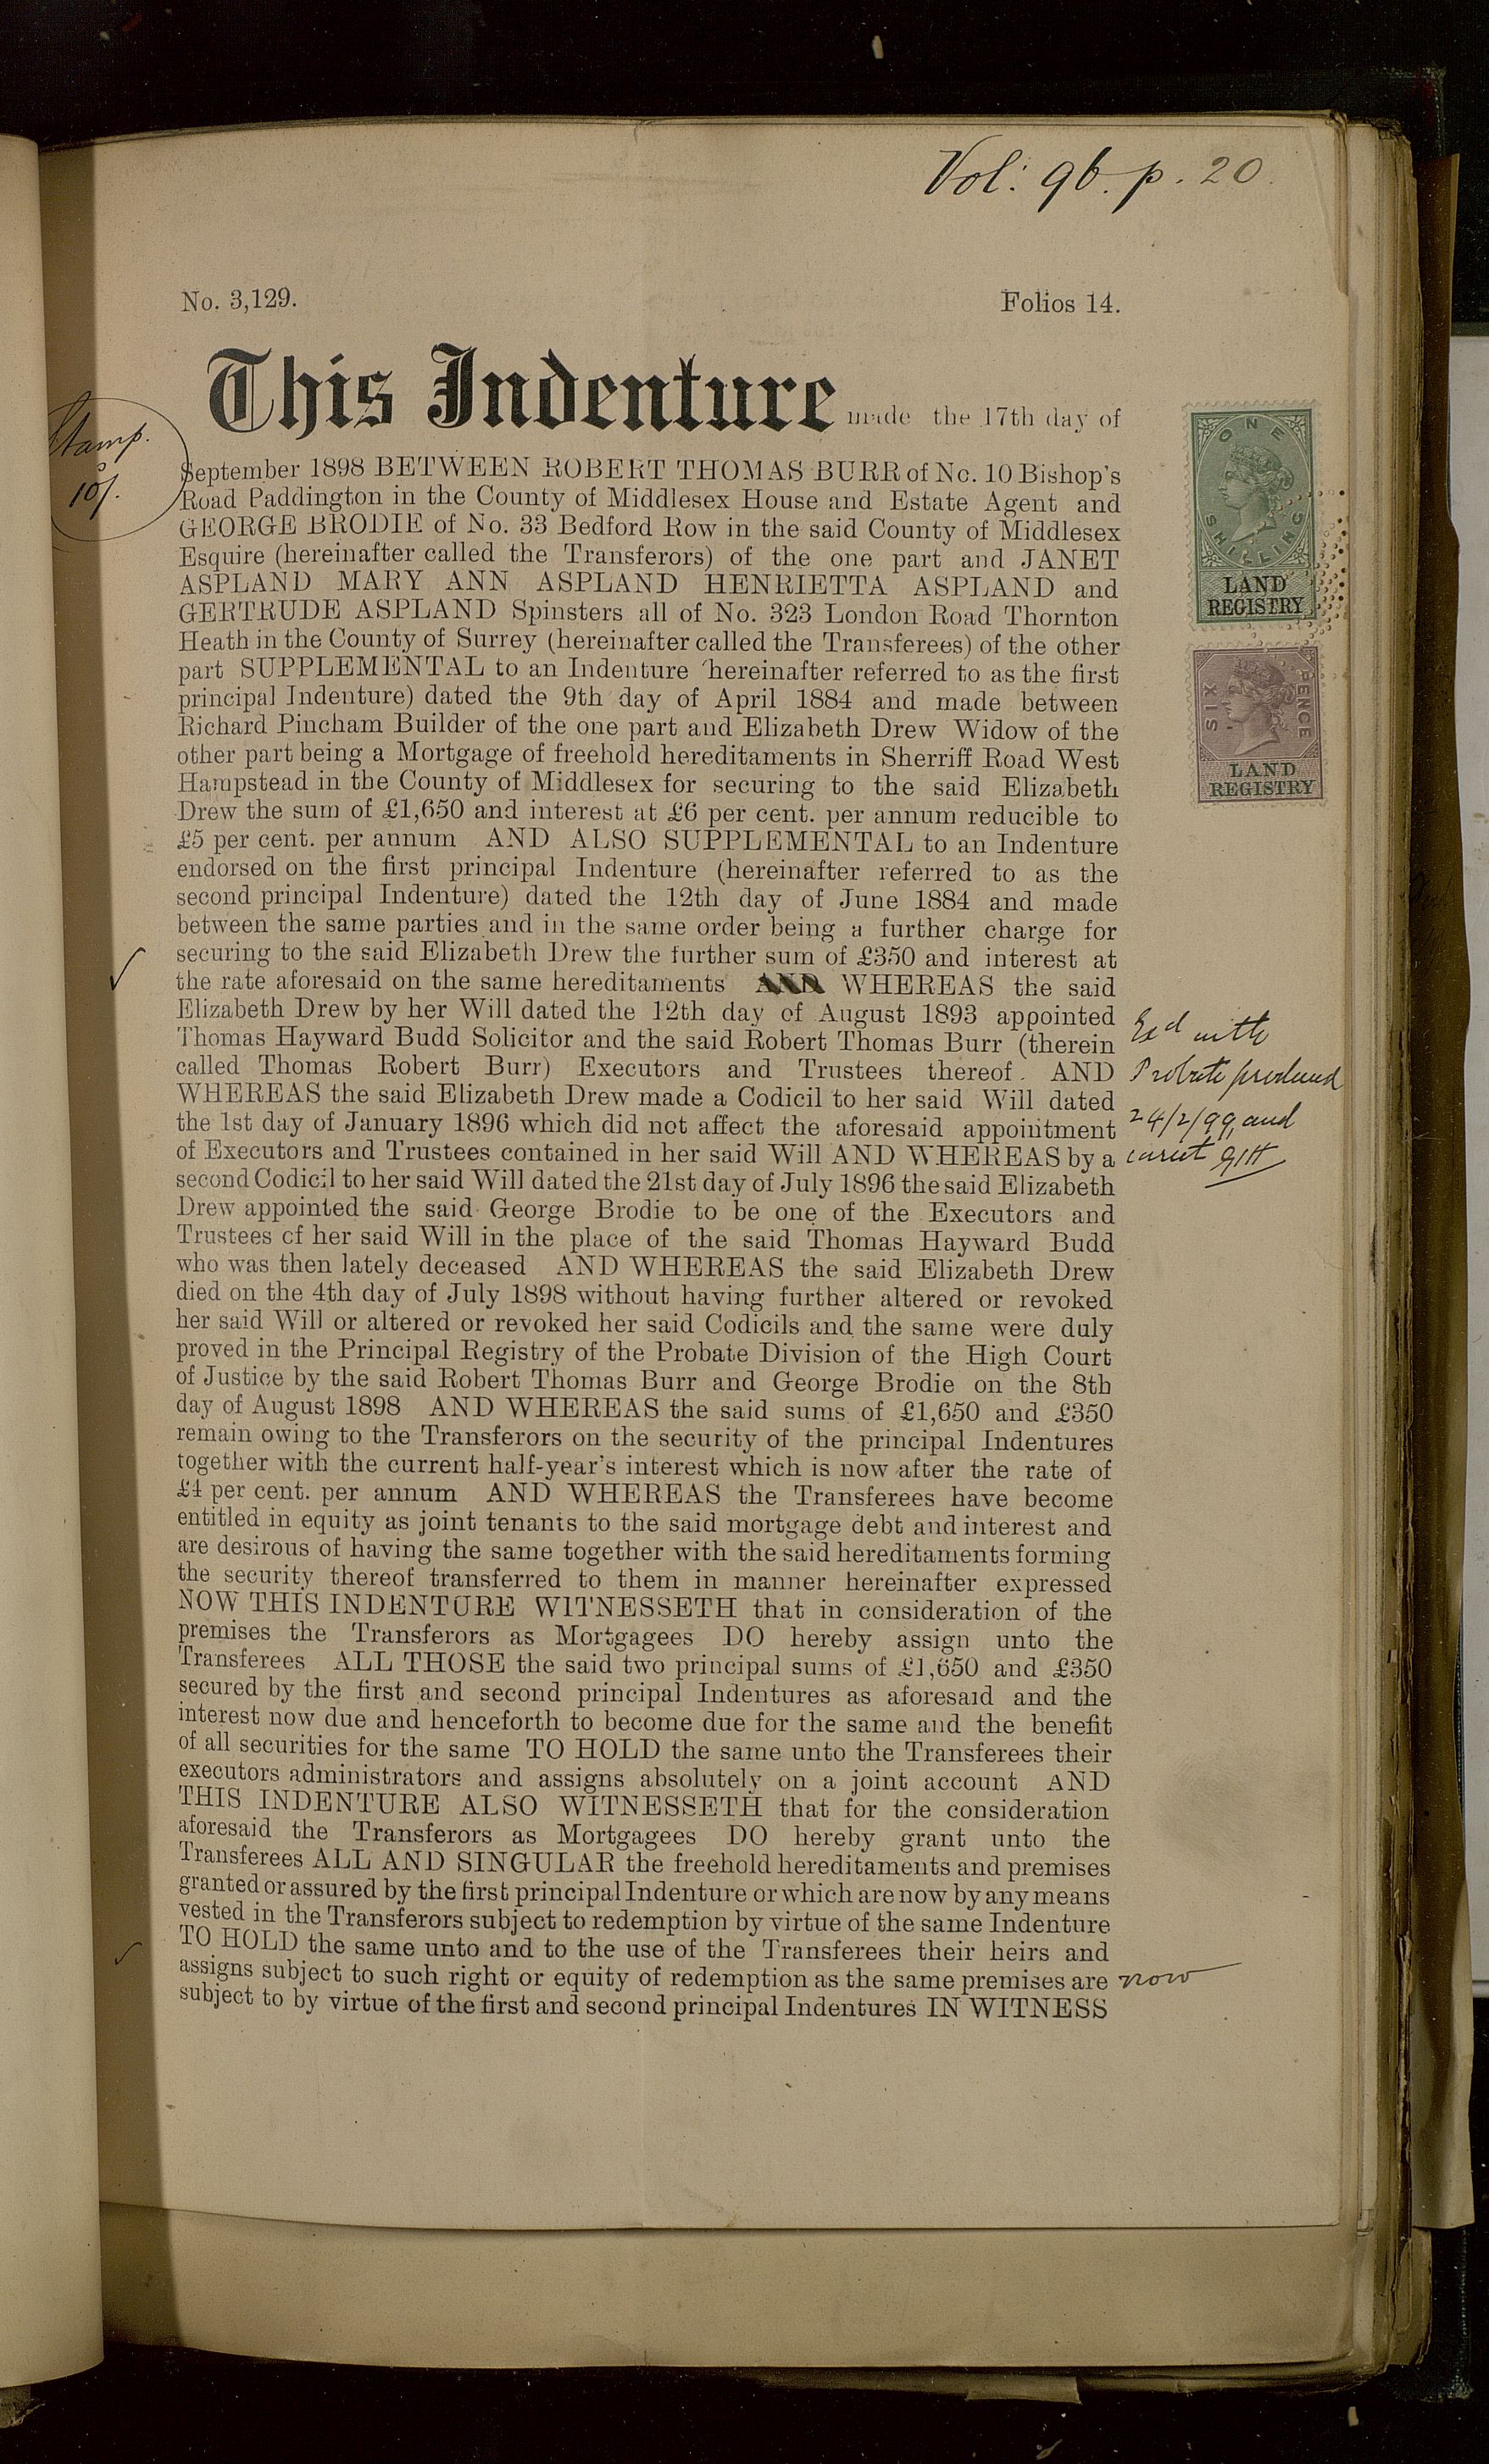 Vol: 96. p. 20.
No. 3,129. Folios 14.
This Indenture made the 17th day of
Stamp.
10/.
September 1898 BETWEEN ROBERT THOMAS BURR of No. 10 Bishop's
Road Paddington in the County of Middlesex House and Estate Agent and
GEORGE BRODIE of No. 33 Bedford Row in the said County of Middlesex
Esquire (hereinafter called the Transferors) of the one part and JANET
ASPLAND MARY ANN ASPLAND HENRIETTA ASPLAND and
GERTRUDE ASPLAND Spinsters all of No. 323 London Road Thornton
Heath in the County of Surrey (hereinafter called the Transferees) of the other
part SUPPLEMENTAL to an Indenture hereinafter referred to as the first
principal Indenture) dated the 9th day of April 1884 and made between
Richard Pincham Builder of the one part and Elizabeth Drew Widow of the
other part being a Mortgage of freehold hereditaments in Sherriff Road West
Hampstead in the County of Middlesex for securing to the said Elizabeth
Drew the sum of £1,650 and interest at £6 per cent. per annum reducible to
£5 per cent. per annum AND ALSO SUPPLEMENTAL to an Indenture
endorsed on the first principal Indenture (hereinafter referred to as the
second principal Indenture) dated the 12th day of June 1884 and made
between the same parties and in the same order being a further charge for
securing to the said Elizabeth Drew the further sum of £350 and interest at
the rate aforesaid on the same hereditaments AND WHEREAS the said
Elizabeth Drew by her Will dated the 12th day of August 1893 appointed
Thomas Hayward Budd Solicitor and the said Robert Thomas Burr (therein
called Thomas Robert Burr) Executors and Trustees thereof. AND
WHEREAS the said Elizabeth Drew made a Codicil to her said Will dated
the 1st day of January 1896 which did not affect the aforesaid appointment
of Executors and Trustees contained in her said Will AND WHEREAS by a
second Codicil to her said Will dated the 21st day of July 1896 the said Elizabeth
Drew appointed the said George Brodie to be one of the Executors and
Trustees of her said Will in the place of the said Thomas Hayward Budd
who was then lately deceased AND WHEREAS the said Elizabeth Drew
died on the 4th day of July 1898 without having further altered or revoked
her said Will or altered or revoked her said Codicils and the same were duly
proved in the Principal Registry of the Probate Division of the High Court
of Justice by the said Robert Thomas Burr and George Brodie on the 8th
day of August 1898 AND WHEREAS the said sums of £1,650 and £350
remain owing to the Transferors on the security of the principal Indentures
together with the current half-year's interest which is now after the rate of
£4 per cent. per annum AND WHEREAS the Transferees have become
entitled in equity as joint tenants to the said mortgage debt and interest and
are desirous of having the same together with the said hereditaments forming
the security thereof transferred to them in manner hereinafter expressed
NOW THIS INDENTURE WITNESSETH that in consideration of the
premises the Transferors as Mortgagees DO hereby assign unto the
Transferees ALL THOSE the said two principal sums of £1,650 and £350
secured by the first and second principal Indentures as aforesaid and the
interest now due and henceforth to become due for the same and the benefit
of all securities for the same TO HOLD the same unto the Transferees their
executors administrators and assigns absolutely on a joint account AND
THIS INDENTURE ALSO WITNESSETH that for the consideration
aforesaid the Transferors as Mortgagees DO hereby grant unto the
Transferees ALL AND SINGULAR the freehold hereditaments and premises
granted or assured by the first principal Indenture or which are now by any means
vested in the Transferors subject to redemption by virtue of the same Indenture
TO HOLD the same unto and to the use of the Transferees their heirs and
assigns subject to such right or equity of redemption as the same premises are now
subject to by virtue of the first and second principal Indentures IN WITNESS
ONE SHILLING
LAND
REGISTRY
SIX PENCE
LAND
REGISTRY
Exd with
Probate produced
24/2/99, and